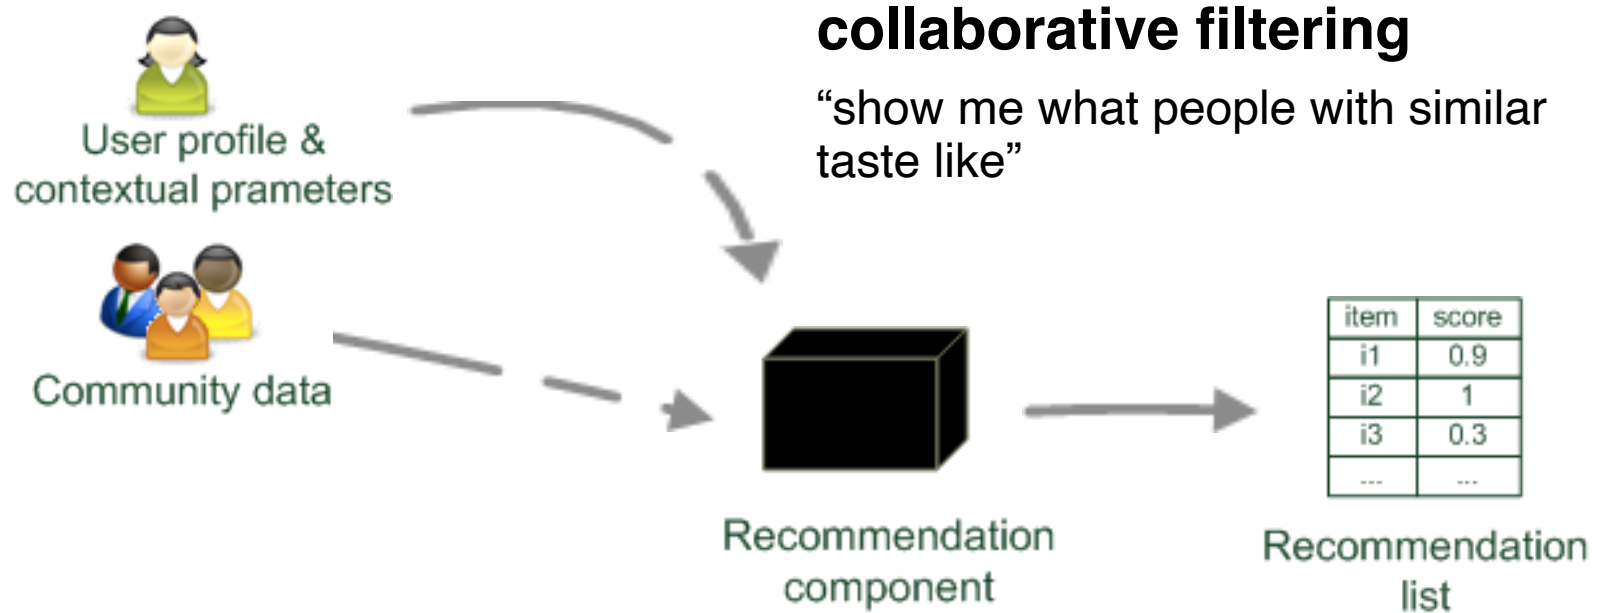 collaborative filtering
“show me what people with similar
taste like”
User profile &
contextual prameters
Community data
item score
i1 0.9
i2 1
i3 0.3
... ...
Recommendation
component
Recommendation
list